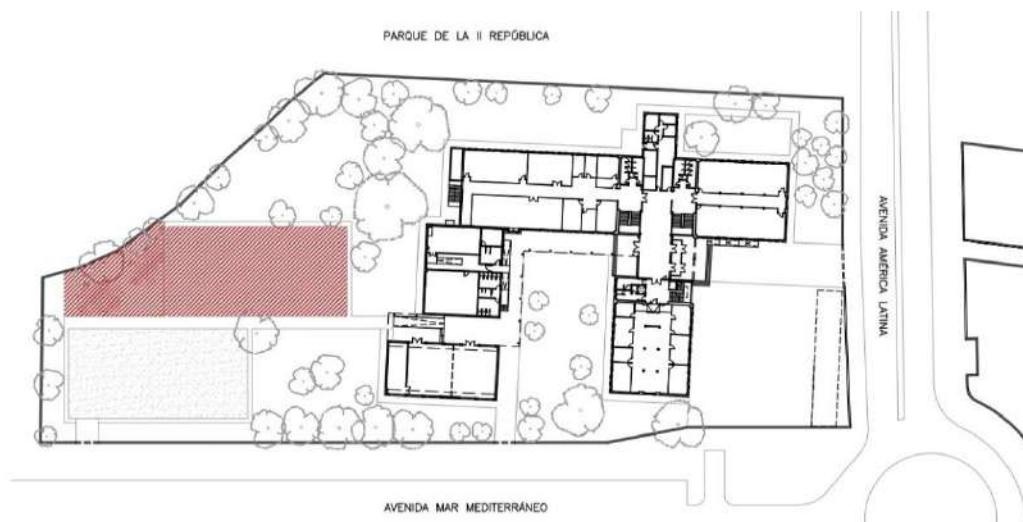 PARQUE DE LA II REPÚBLICA
AVENIDA AMÉRICA LATINA
AVENIDA MAR MEDITERRÁNEO